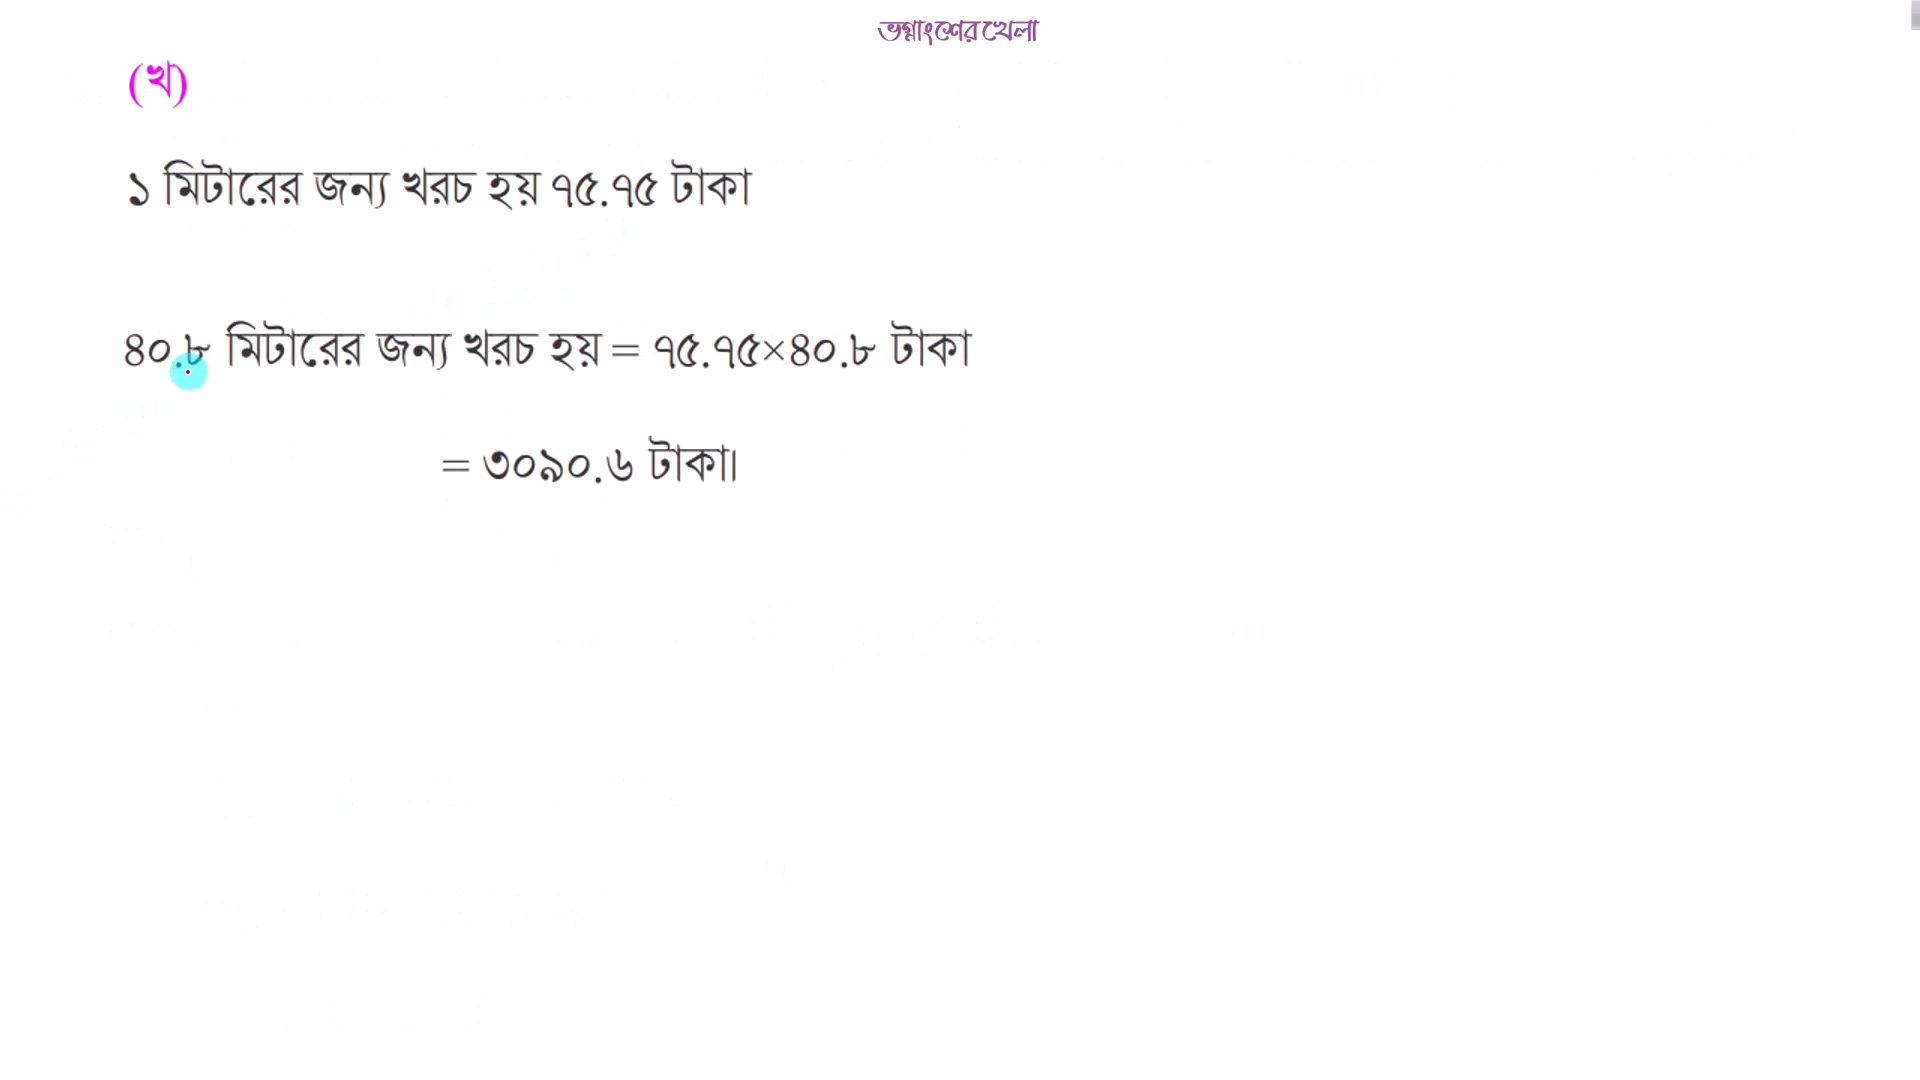 ভগ্নাংশের খেলা
(খ)
১ মিটারের জন্য খরচ হয় ৭৫.৭৫ টাকা
৪০.৮ মিটারের জন্য খরচ হয় = ৭৫.৭৫×৪০.৮ টাকা
= ৩০৯০.৬ টাকা।